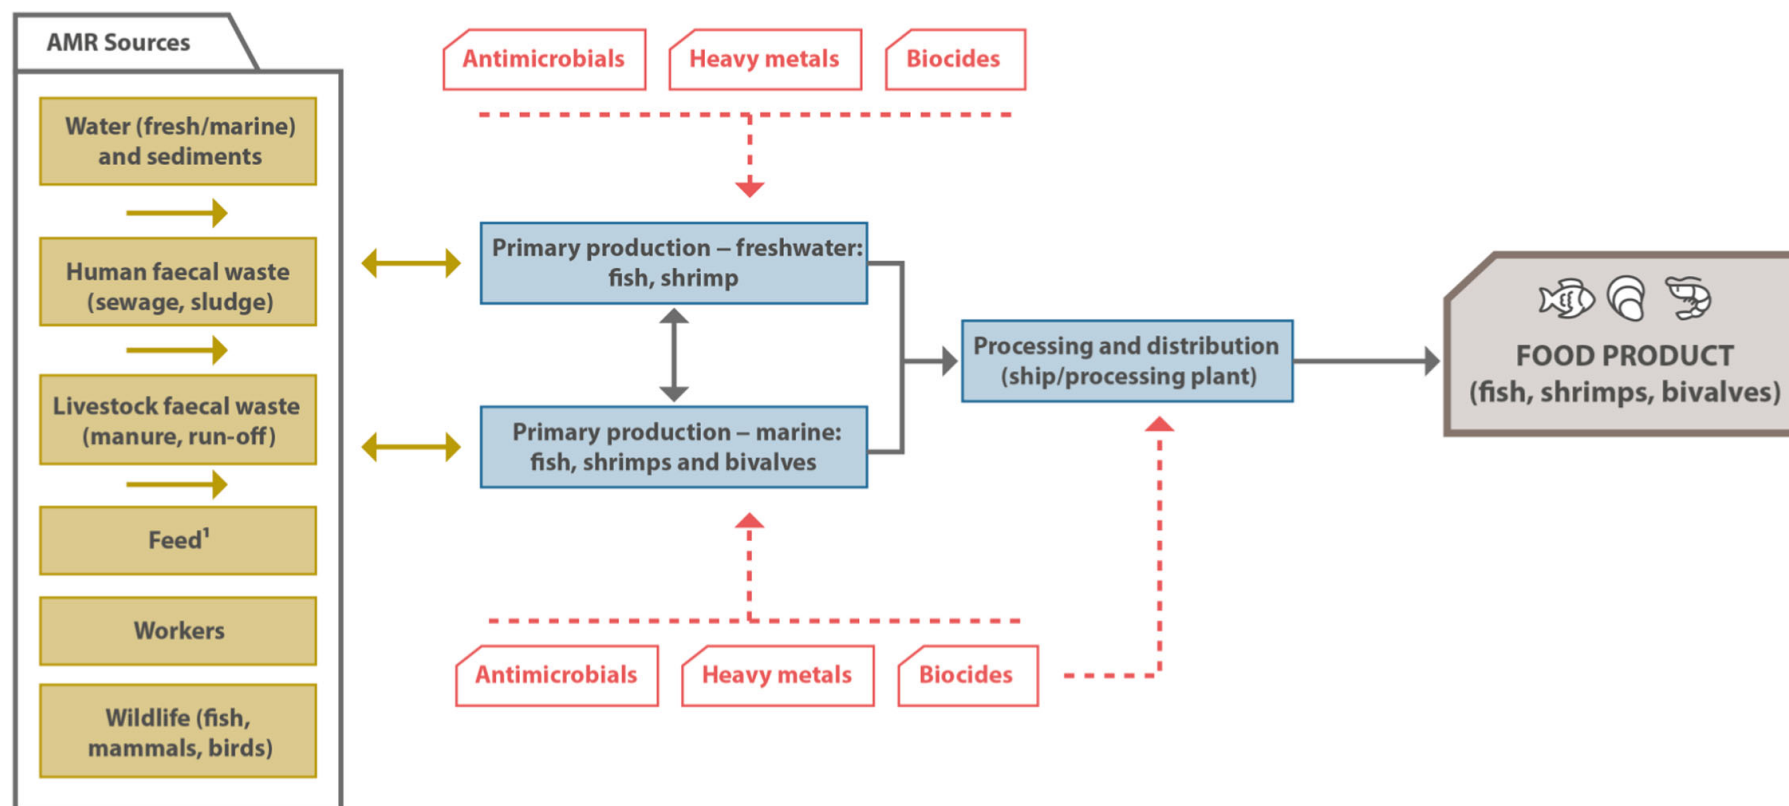 AMR Sources
Water (fresh/marine)
and sediments
Human faecal waste
(sewage, sludge)
Livestock faecal waste
(manure, run-off)
Feed¹
Workers
Wildlife (fish,
mammals, birds)
Antimicrobials
Heavy metals
Biocides
Primary production – freshwater:
fish, shrimp
Primary production – marine:
fish, shrimps and bivalves
Antimicrobials
Heavy metals
Biocides
Processing and distribution
(ship/processing plant)
FOOD PRODUCT
(fish, shrimps, bivalves)